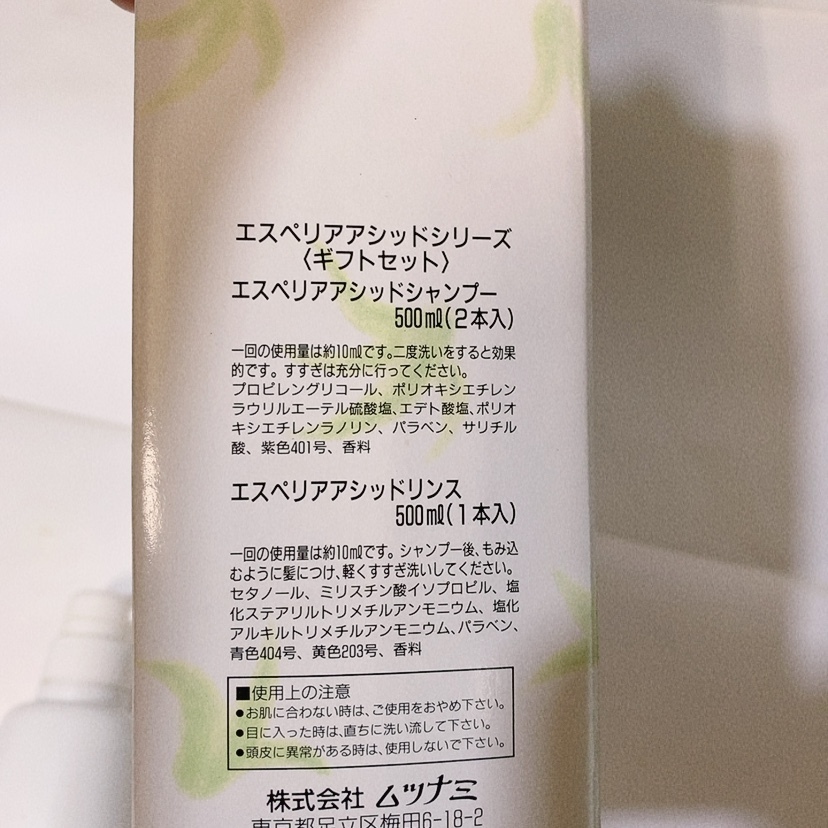 エスペリアアシッドシリーズ
〈ギフトセット〉
エスペリアアシッドシャンプー
500㎖(2本入)
一回の使用量は約10㎖です。二度洗いをすると効果
的です。すすぎは充分に行ってください。
プロピレングリコール、ポリオキシエチレン
ラウリルエーテル硫酸塩、エデト酸塩、ポリオ
キシエチレンラノリン、パラベン、サリチル
酸、紫色401号、香料
エスペリアアシッドリンス
500㎖(1本入)
一回の使用量は約10㎖です。シャンプー後、もみ込
むように髪につけ、軽くすすぎ洗いしてください。
セタノール、ミリスチン酸イソプロピル、塩
化ステアリルトリメチルアンモニウム、塩化
アルキルトリメチルアンモニウム、パラベン、
青色404号、黄色203号、香料
■使用上の注意
●お肌に合わない時は、ご使用をおやめ下さい。
●目に入った時は、直ちに洗い流して下さい。
●頭皮に異常がある時は、使用しないで下さい。
株式会社 ムツナミ
東京都足立区梅田6-18-2